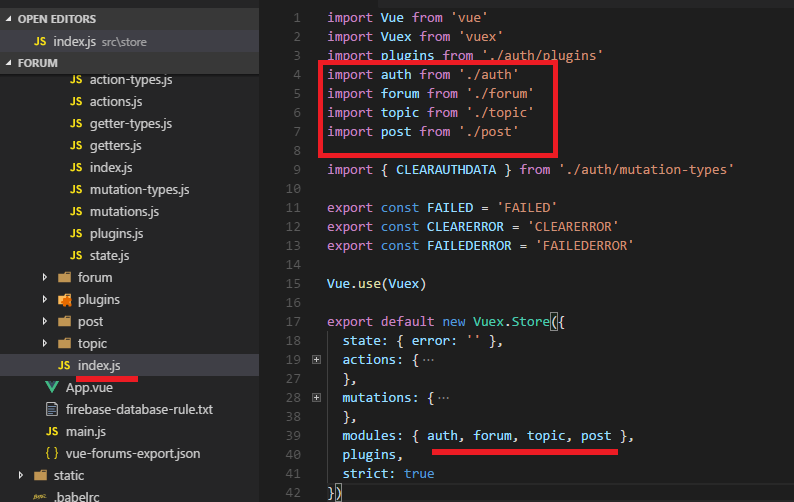 OPEN EDITORS
JS index.js src\store
FORUM
JS action-types.js
JS actions.js
JS getter-types.js
JS getters.js
JS index.js
JS mutation-types.js
JS mutations.js
JS plugins.js
JS state.js
forum
plugins
post
topic
JS index.js
App.vue
firebase-database-rule.txt
JS main.js
{ } vue-forums-export.json
static
.babelrc
1 import Vue from 'vue'
2 import Vuex from 'vuex'
3 import plugins from './auth/plugins'
4 import auth from './auth'
5 import forum from './forum'
6 import topic from './topic'
7 import post from './post'
8
9 import { CLEARAUTHDATA } from './auth/mutation-types'
10
11 export const FAILED = 'FAILED'
12 export const CLEARERROR = 'CLEARERROR'
13 export const FAILEDERROR = 'FAILEDERROR'
14
15 Vue.use(Vuex)
16
17 export default new Vuex.Store({
18 state: { error: '' },
19 actions: {···
27 },
28 mutations: {···
38 },
39 modules: { auth, forum, topic, post },
40 plugins,
41 strict: true
42 })